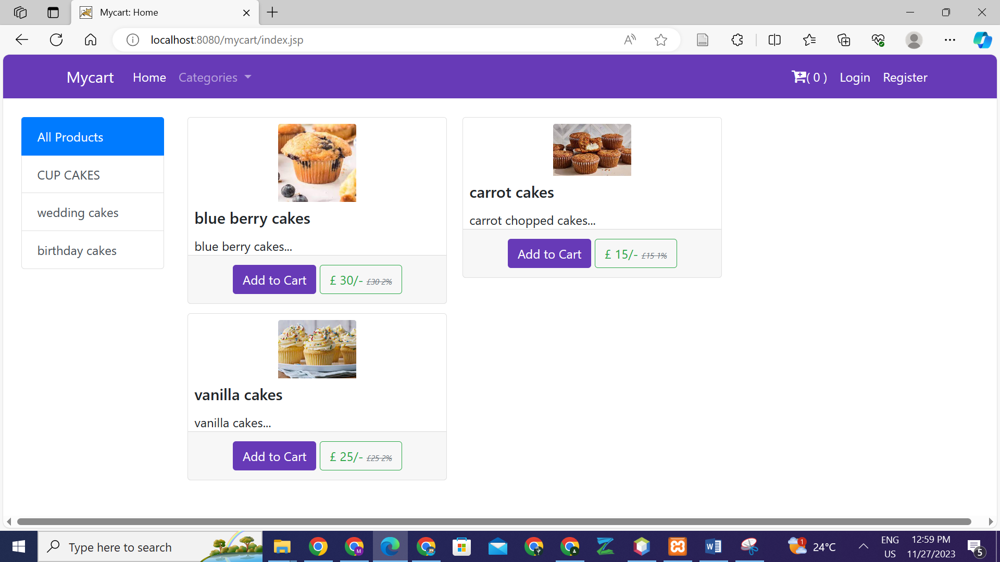 Mycart: Home
localhost:8080/mycart/index.jsp
Mycart Home Categories ( 0 ) Login Register
All Products
CUP CAKES
wedding cakes
birthday cakes
blue berry cakes
blue berry cakes...
Add to Cart £ 30/- £30 2%
carrot cakes
carrot chopped cakes...
Add to Cart £ 15/- £15 1%
vanilla cakes
vanilla cakes...
Add to Cart £ 25/- £25 2%
Type here to search
M
1
24°C
ENG
US
12:59 PM
11/27/2023
5